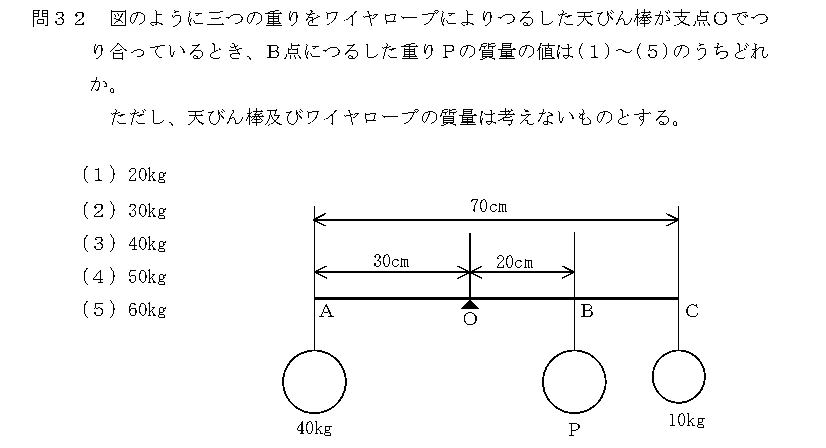 問３２　図のように三つの重りをワイヤロープによりつるした天びん棒が支点Ｏでつ
り合っているとき、Ｂ点につるした重りＰの質量の値は(１)～(５)のうちどれ
か。
ただし、天びん棒及びワイヤロープの質量は考えないものとする。
(１) 20kg
(２) 30kg
(３) 40kg
(４) 50kg
(５) 60kg
70cm
30cm
20cm
Ａ
Ｏ
Ｂ
Ｃ
40kg
Ｐ
10kg